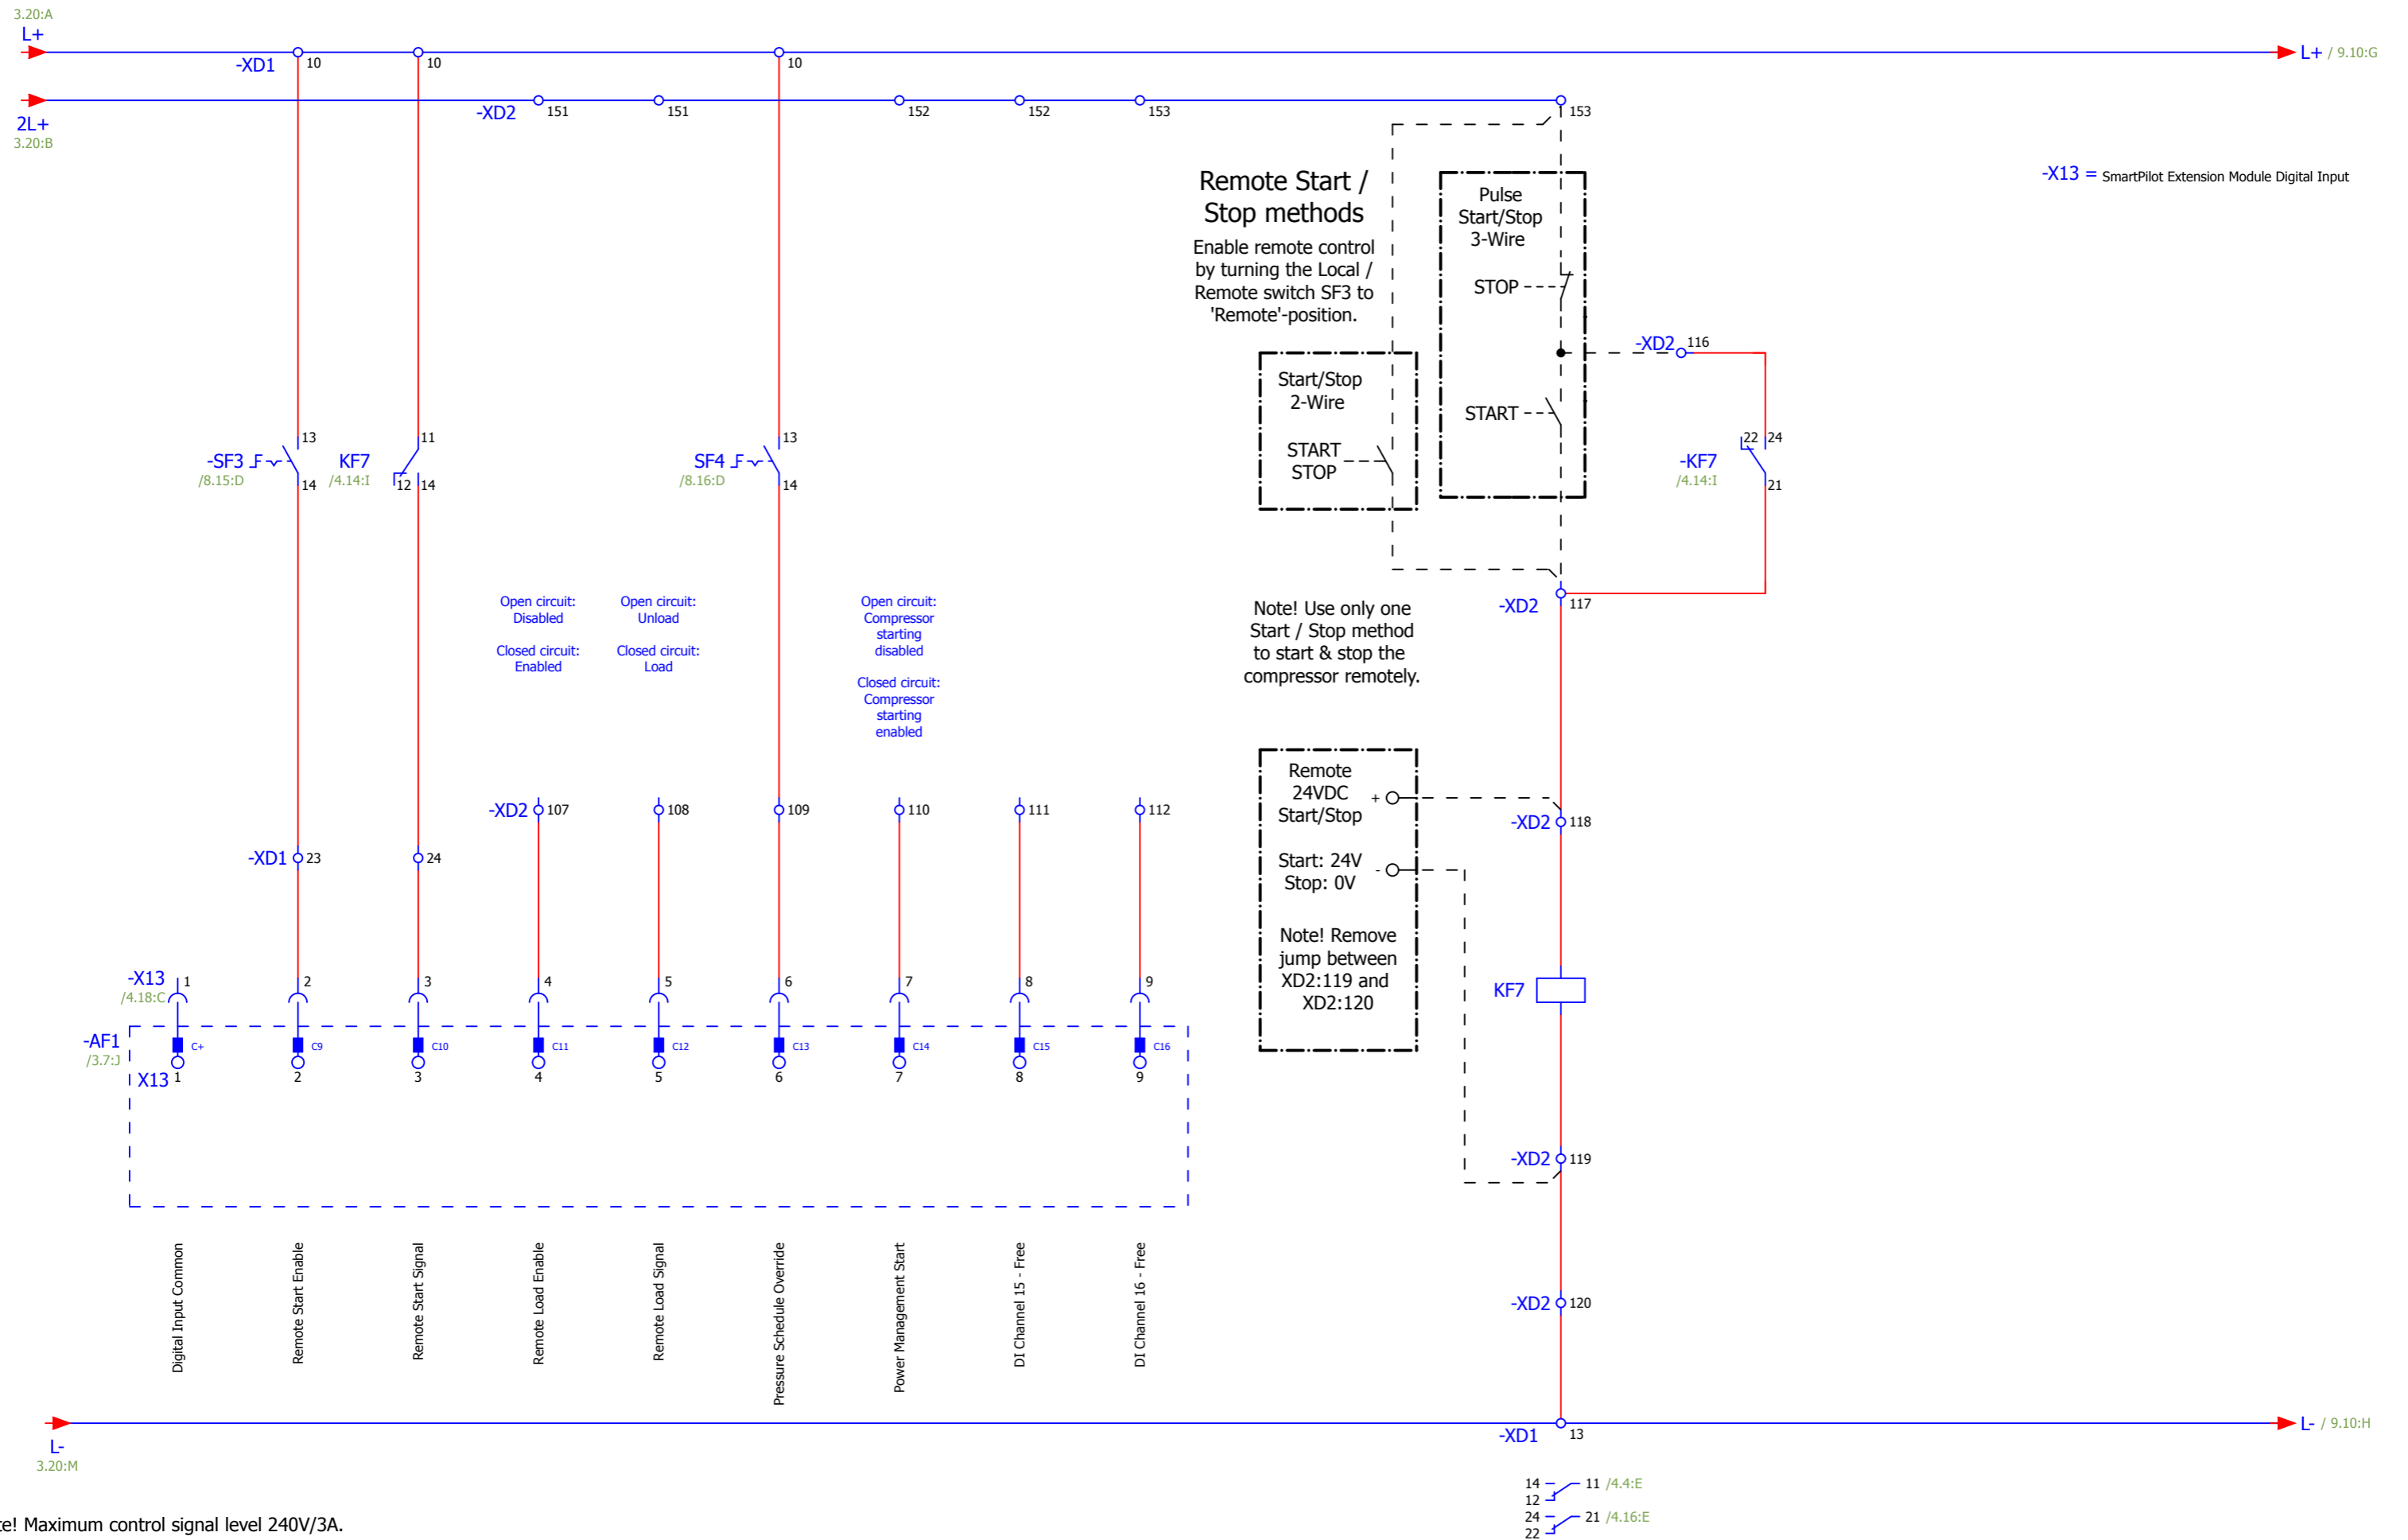 3.20:A
L+
-XD1
10
10
10
L+ / 9.10:G
2L+
3.20:B
-XD2
151
151
152
152
153
153
-X13 = SmartPilot Extension Module Digital Input
Remote Start /
Stop methods
Enable remote control
by turning the Local /
Remote switch SF3 to
'Remote'-position.
Pulse
Start/Stop
3-Wire
STOP
START
Start/Stop
2-Wire
START
STOP
-XD2
116
-SF3
/8.15:D
13
14
KF7
/4.14:I
11
12
14
SF4
/8.16:D
13
14
-KF7
/4.14:I
22
24
21
Open circuit:
Disabled
Closed circuit:
Enabled
Open circuit:
Unload
Closed circuit:
Load
Open circuit:
Compressor
starting
disabled
Closed circuit:
Compressor
starting
enabled
-XD2
117
Note! Use only one
Start / Stop method
to start & stop the
compressor remotely.
-XD2
107
108
109
110
111
112
-XD1
23
24
Remote
24VDC
Start/Stop
+
Start: 24V
Stop: 0V
-
Note! Remove
jump between
XD2:119 and
XD2:120
-XD2
118
KF7
-XD2
119
-XD2
120
-X13
/4.18:C
1
2
3
4
5
6
7
8
9
-AF1
/3.7:J
C+
C9
C10
C11
C12
C13
C14
C15
C16
X13
1
2
3
4
5
6
7
8
9
Digital Input Common
Remote Start Enable
Remote Start Signal
Remote Load Enable
Remote Load Signal
Pressure Schedule Override
Power Management Start
DI Channel 15 - Free
DI Channel 16 - Free
L-
3.20:M
-XD1
13
L- / 9.10:H
14
11 /4.4:E
12
24
21 /4.16:E
22
te! Maximum control signal level 240V/3A.